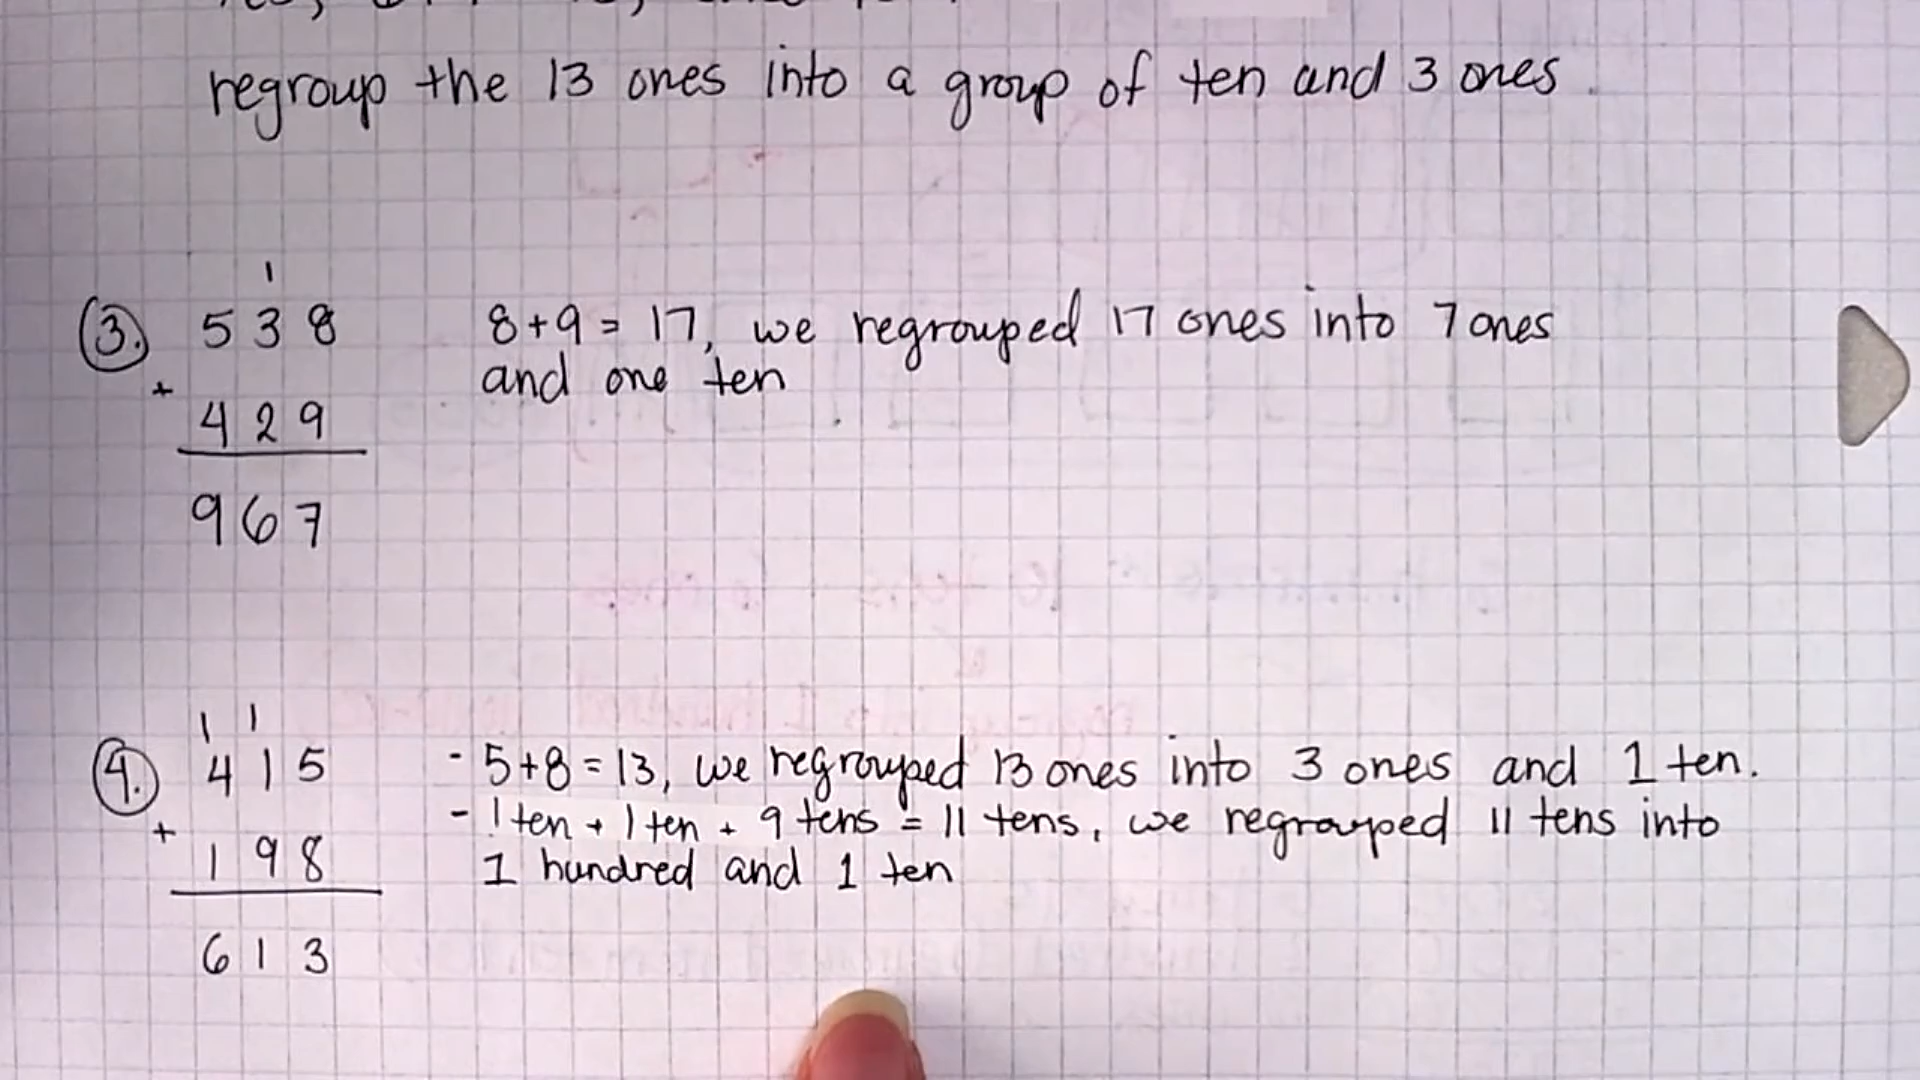 regroup the 13 ones into a group of ten and 3 ones.
1
3. 538 8+9=17, we regrouped 17 ones into 7 ones
and one ten
+
429
967
1 1
4. 415 - 5+8=13, we regrouped 13 ones into 3 ones and 1 ten.
+ - 1 ten + 1 ten + 9 tens = 11 tens, we regrouped 11 tens into
198 1 hundred and 1 ten
613